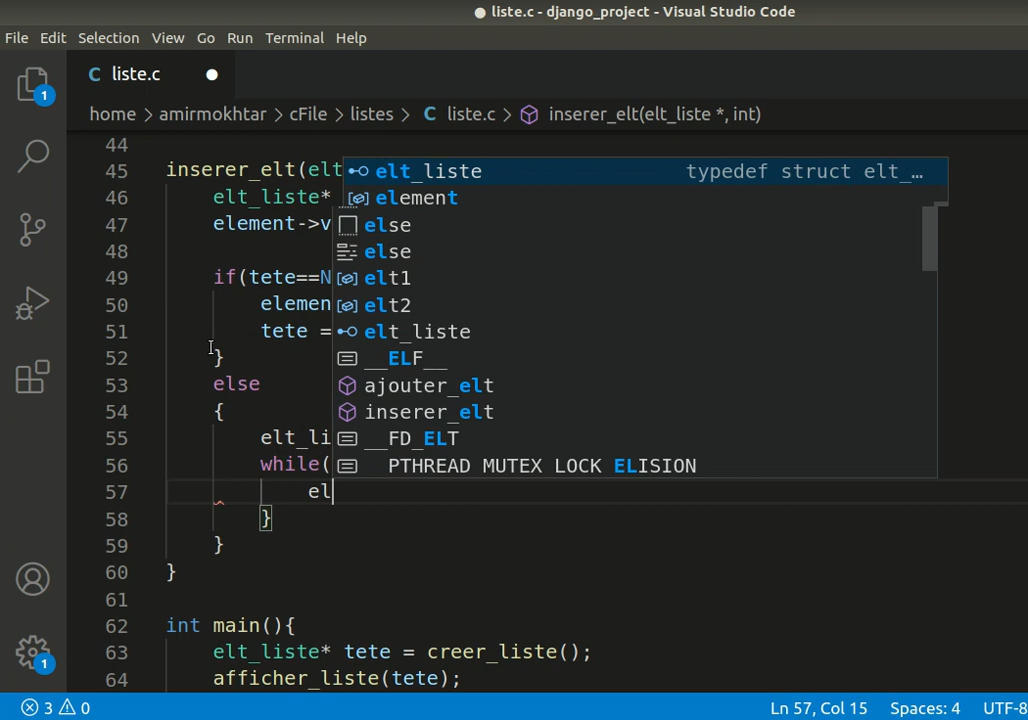 liste.c - django_project - Visual Studio Code
File Edit Selection View Go Run Terminal Help
C liste.c
1
home > amirmokhtar > cFile > listes > C liste.c > inserer_elt(elt_liste *, int)
44
45 inserer_elt(elt
elt_liste typedef struct elt_…
46 elt_liste*
element
47 element->v
else
48
else
49 if(tete==N
elt1
50 elemen
elt2
51 tete =
elt_liste
52 }
__ELF__
53 else
ajouter_elt
54 {
inserer_elt
55 elt_li
__FD_ELT
56 while(
PTHREAD MUTEX LOCK ELISION
57 el
58 }
59 }
60 }
61
62 int main(){
63 elt_liste* tete = creer_liste();
64 afficher_liste(tete);
1
3 0 Ln 57, Col 15 Spaces: 4 UTF-8